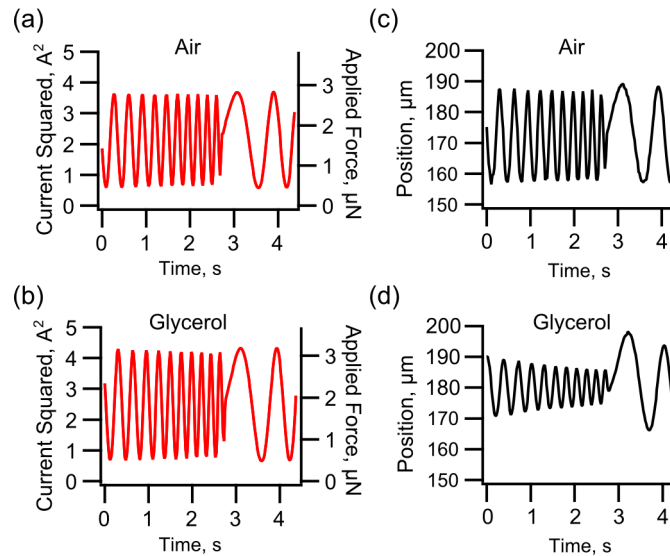 (a)
Air
Current Squared, A²
5
4
3
2
1
0
Applied Force, µN
3
2
1
0
0 1 2 3 4
Time, s
(c)
Air
Position, µm
200
190
180
170
160
150
0 1 2 3 4
Time, s
(b)
Glycerol
Current Squared, A²
5
4
3
2
1
0
Applied Force, µN
3
2
1
0
0 1 2 3 4
Time, s
(d)
Glycerol
Position, µm
200
190
180
170
160
150
0 1 2 3 4
Time, s